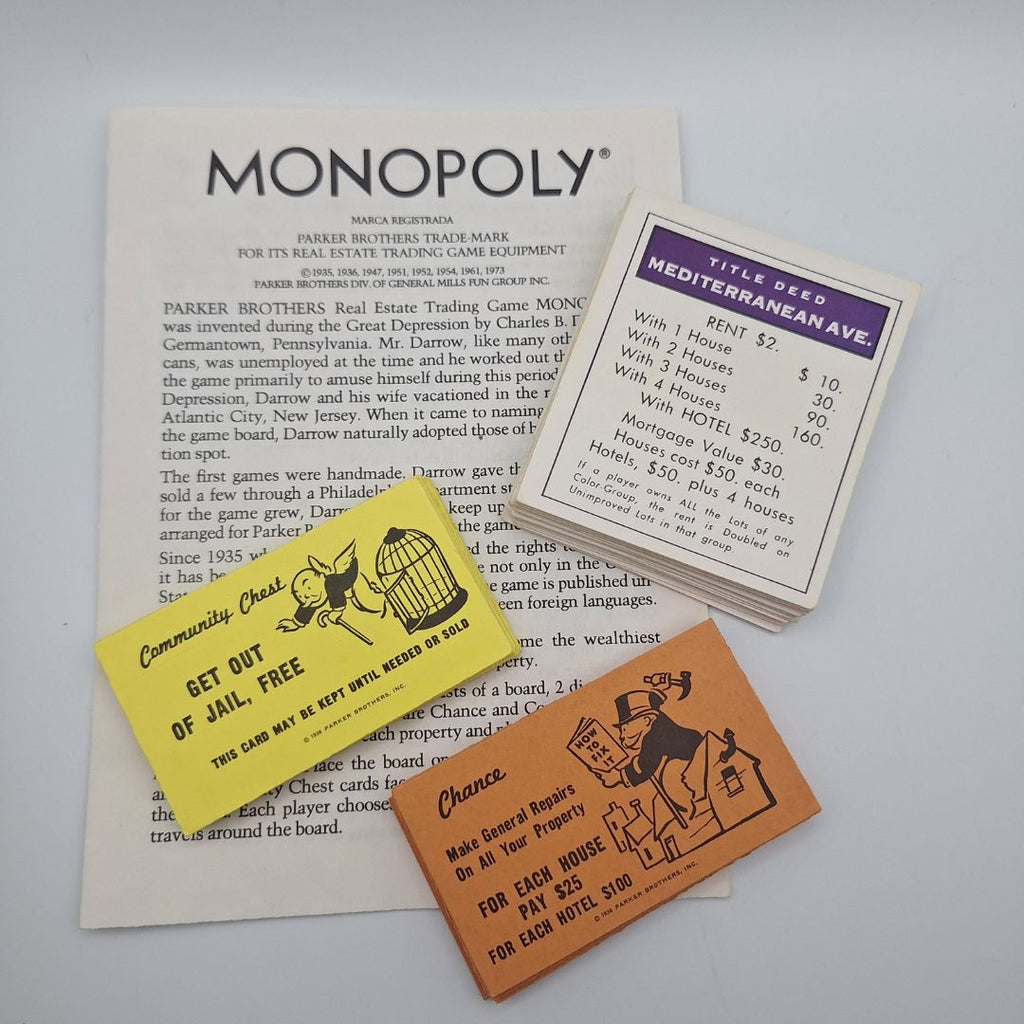 MONOPOLY®
MARCA REGISTRADA
PARKER BROTHERS TRADE-MARK
FOR ITS REAL ESTATE TRADING GAME EQUIPMENT
©1935, 1936, 1947, 1951, 1952, 1954, 1961, 1973
PARKER BROTHERS DIV. OF GENERAL MILLS FUN GROUP INC.
PARKER BROTHERS Real Estate Trading Game
was invented during the Great Depression by Charles B.
Germantown, Pennsylvania. Mr. Darrow, like many
cans, was unemployed at the time and he worked out
the game primarily to amuse himself during this period
Depression, Darrow and his wife vacationed in the
Atlantic City, New Jersey. When it came to naming
the game board, Darrow naturally adopted those of
tion spot.
The first games were handmade. Darrow gave
sold a few through a
for the game grew, keep up
arranged for Parker the game
Since 1935 the rights
it has not only in the
game is published un-
foreign languages.
the wealthiest
of a board, 2
are Chance and
each property and
the board on
Chest cards
the Each player chooses
travels around the board.
TITLE DEED
MEDITERRANEAN AVE.
RENT $2.
With 1 House $ 10.
With 2 Houses 30.
With 3 Houses 90.
With 4 Houses 160.
With HOTEL $250.
Mortgage Value $30.
Houses cost $50. each
Hotels, $50. plus 4 houses
If a player owns ALL the Lots of any
Color-Group, the rent is Doubled on
Unimproved Lots in that group.
Community Chest
GET OUT
OF JAIL, FREE
THIS CARD MAY BE KEPT UNTIL NEEDED OR SOLD
© 1936 PARKER BROTHERS, INC.
Chance
HOW
TO
FIX
IT
Make General Repairs
On All Your Property
FOR EACH HOUSE
PAY $25
FOR EACH HOTEL $100
© 1936 PARKER BROTHERS, INC.